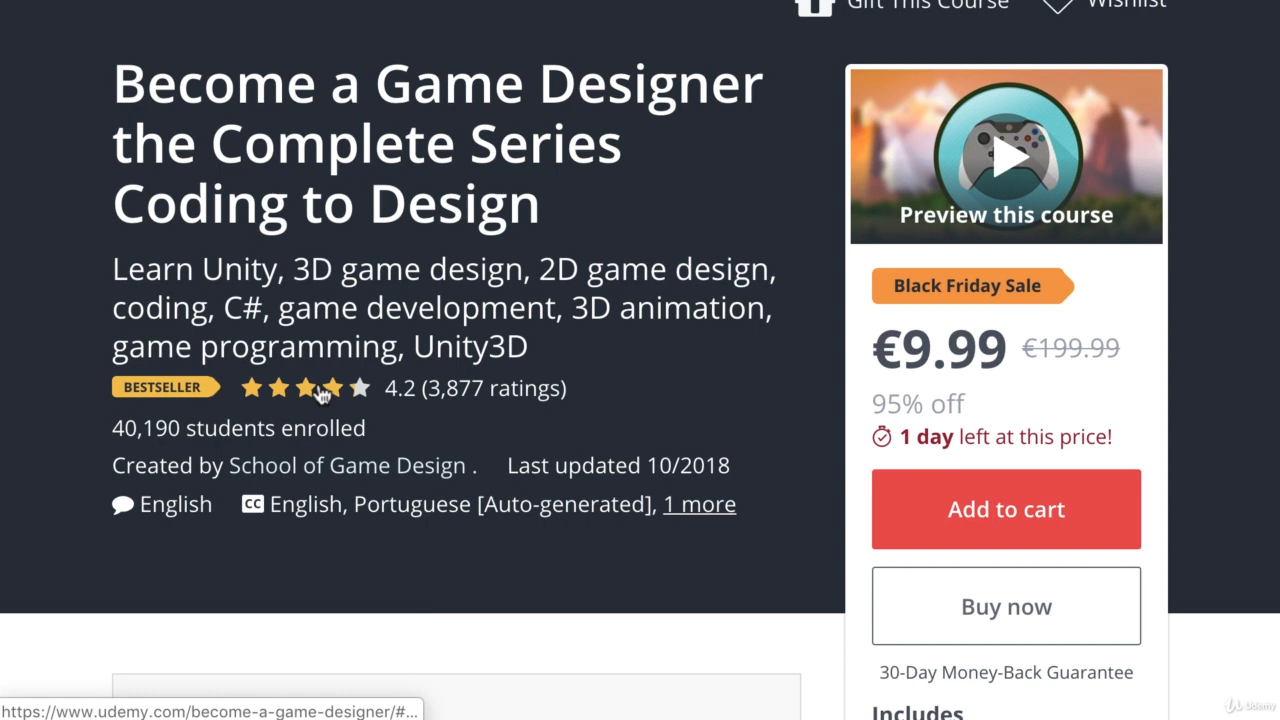 Gift This Course
Wishlist
Become a Game Designer
the Complete Series
Coding to Design
Learn Unity, 3D game design, 2D game design,
coding, C#, game development, 3D animation,
game programming, Unity3D
BESTSELLER
4.2 (3,877 ratings)
40,190 students enrolled
Created by School of Game Design .
Last updated 10/2018
CC
English
English, Portuguese [Auto-generated], 1 more
Preview this course
Black Friday Sale
€9.99 €199.99
95% off
1 day left at this price!
Add to cart
Buy now
30-Day Money-Back Guarantee
Includes
https://www.udemy.com/become-a-game-designer/#...
Udemy